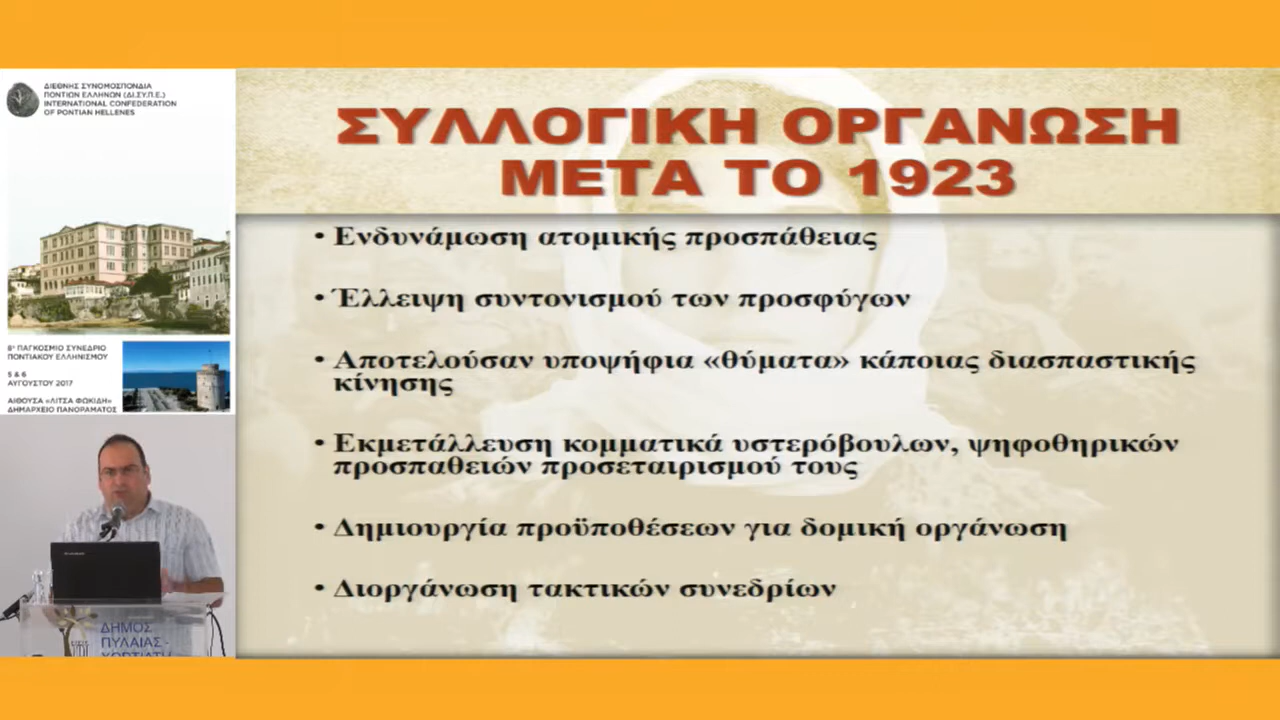 ΔΙΕΘΝΗΣ ΣΥΝΟΜΟΣΠΟΝΔΙΑ
ΠΟΝΤΙΩΝ ΕΛΛΗΝΩΝ (ΔΙ.ΣΥ.Π.Ε.)
INTERNATIONAL CONFEDERATION
OF PONTIAN HELLENES
8º ΠΑΓΚΟΣΜΙΟ ΣΥΝΕΔΡΙΟ
ΠΟΝΤΙΑΚΟΥ ΕΛΛΗΝΙΣΜΟΥ
5 & 6
ΑΥΓΟΥΣΤΟΥ 2017
ΑΙΘΟΥΣΑ «ΛΙΤΣΑ ΦΩΚΙΔΗ»
ΔΗΜΑΡΧΕΙΟ ΠΑΝΟΡΑΜΑΤΟΣ
ΔΗΜΟΣ
ΠΥΛΑΙΑΣ -
ΧΟΡΤΙΑΤΗ
ΣΥΛΛΟΓΙΚΗ ΟΡΓΑΝΩΣΗ
ΜΕΤΑ ΤΟ 1923
• Ενδυνάμωση ατομικής προσπάθειας
• Έλλειψη συντονισμού των προσφύγων
• Αποτελούσαν υποψήφια «θύματα» κάποιας διασπαστικής
κίνησης
• Εκμετάλλευση κομματικά υστερόβουλων, ψηφοθηρικών
προσπαθειών προσεταιρισμού τους
• Δημιουργία προϋποθέσεων για δομική οργάνωση
• Διοργάνωση τακτικών συνεδρίων